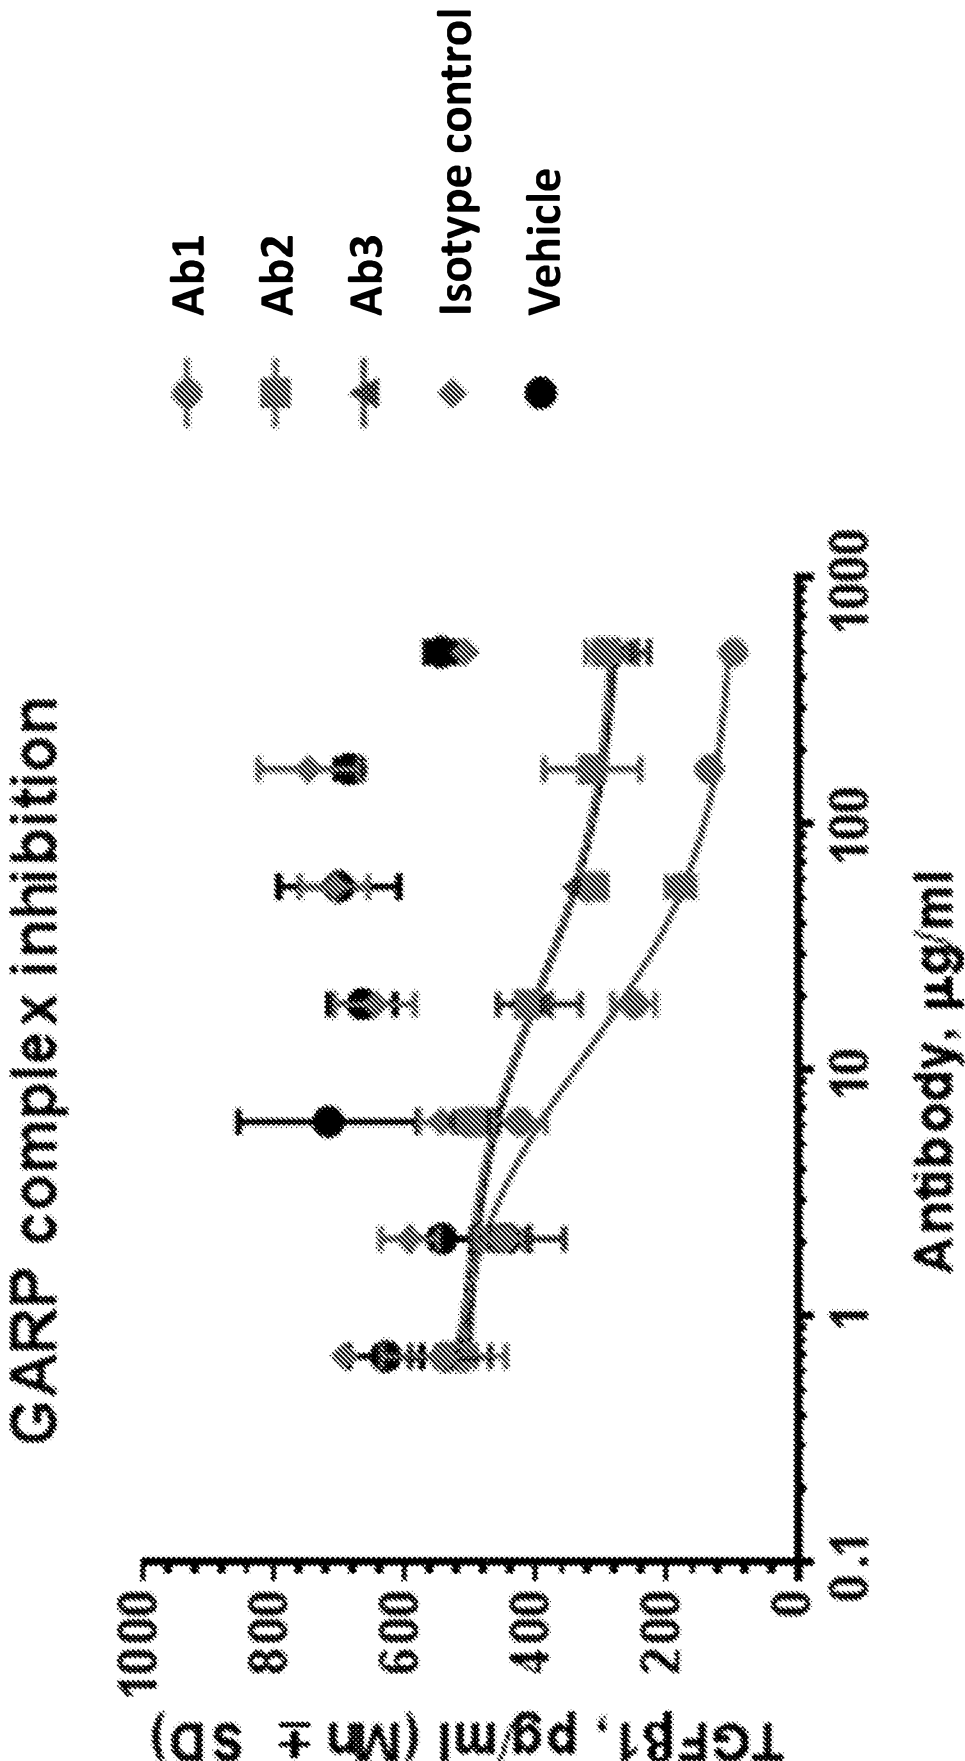 GARP complex inhibition
TGFβ1, pg/ml (Mn ± SD)
1000
800
600
400
200
0
0.1
1
10
100
1000
Antibody, µg/ml
Ab1
Ab2
Ab3
Isotype control
Vehicle